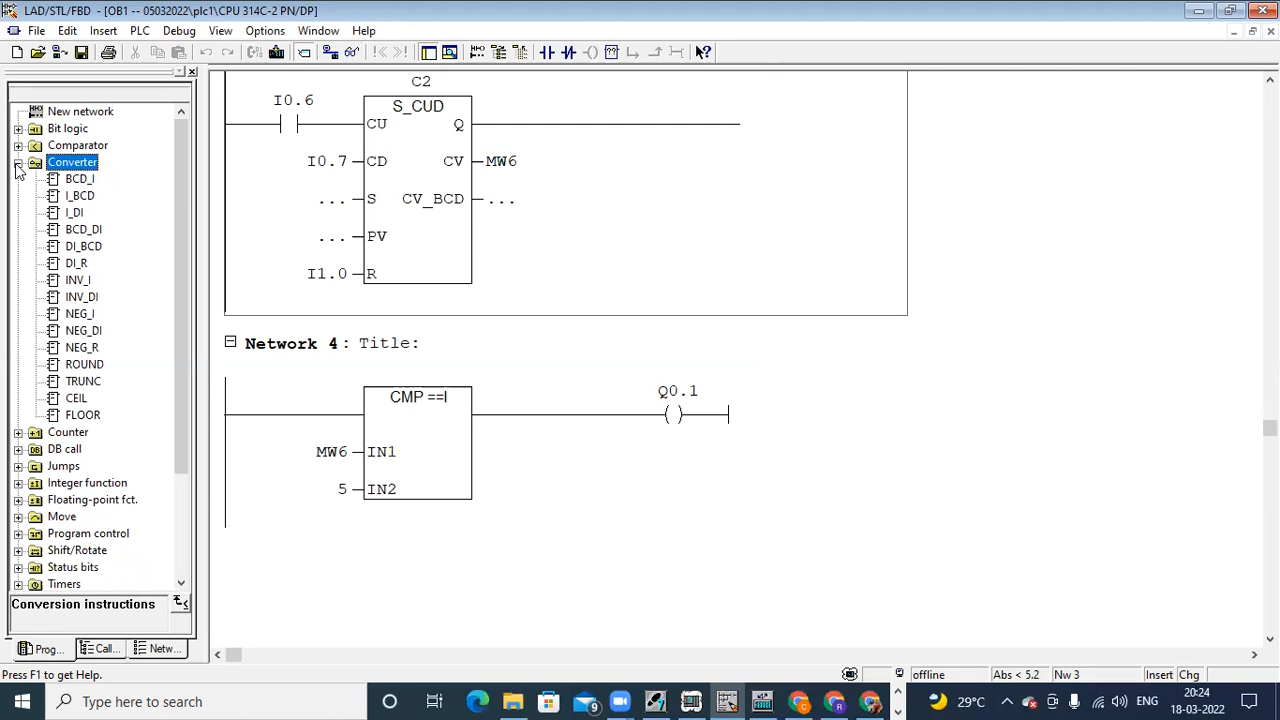 LAD/STL/FBD - [OB1 -- 05032022\plc1\CPU 314C-2 PN/DP]
File Edit Insert PLC Debug View Options Window Help
New network
Bit logic
Comparator
Converter
BCD_I
I_BCD
I_DI
BCD_DI
DI_BCD
DI_R
INV_I
INV_DI
NEG_I
NEG_DI
NEG_R
ROUND
TRUNC
CEIL
FLOOR
Counter
DB call
Jumps
Integer function
Floating-point fct.
Move
Program control
Shift/Rotate
Status bits
Timers
Conversion instructions
Prog... Call... Netw...
C2
I0.6 S_CUD
CU Q
I0.7 CD CV MW6
... S CV_BCD ...
... PV
I1.0 R
Network 4 : Title:
CMP ==I Q0.1
( )
MW6 IN1
5 IN2
Press F1 to get Help.
offline Abs < 5.2 Nw 3 Insert Chg
Type here to search
9
29°C ENG 20:24
18-03-2022